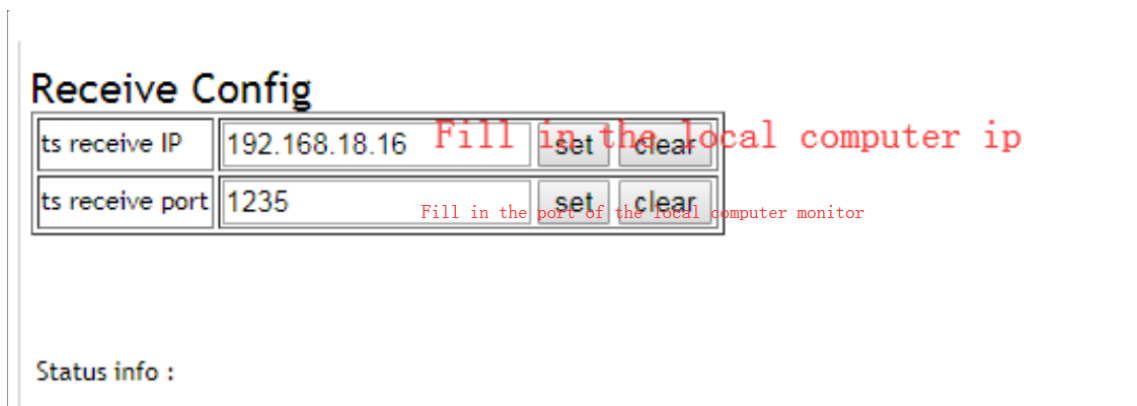 Receive Config
ts receive IP 192.168.18.16 set clear
Fill in the local computer ip
ts receive port 1235 set clear
Fill in the port of the local computer monitor
Status info :